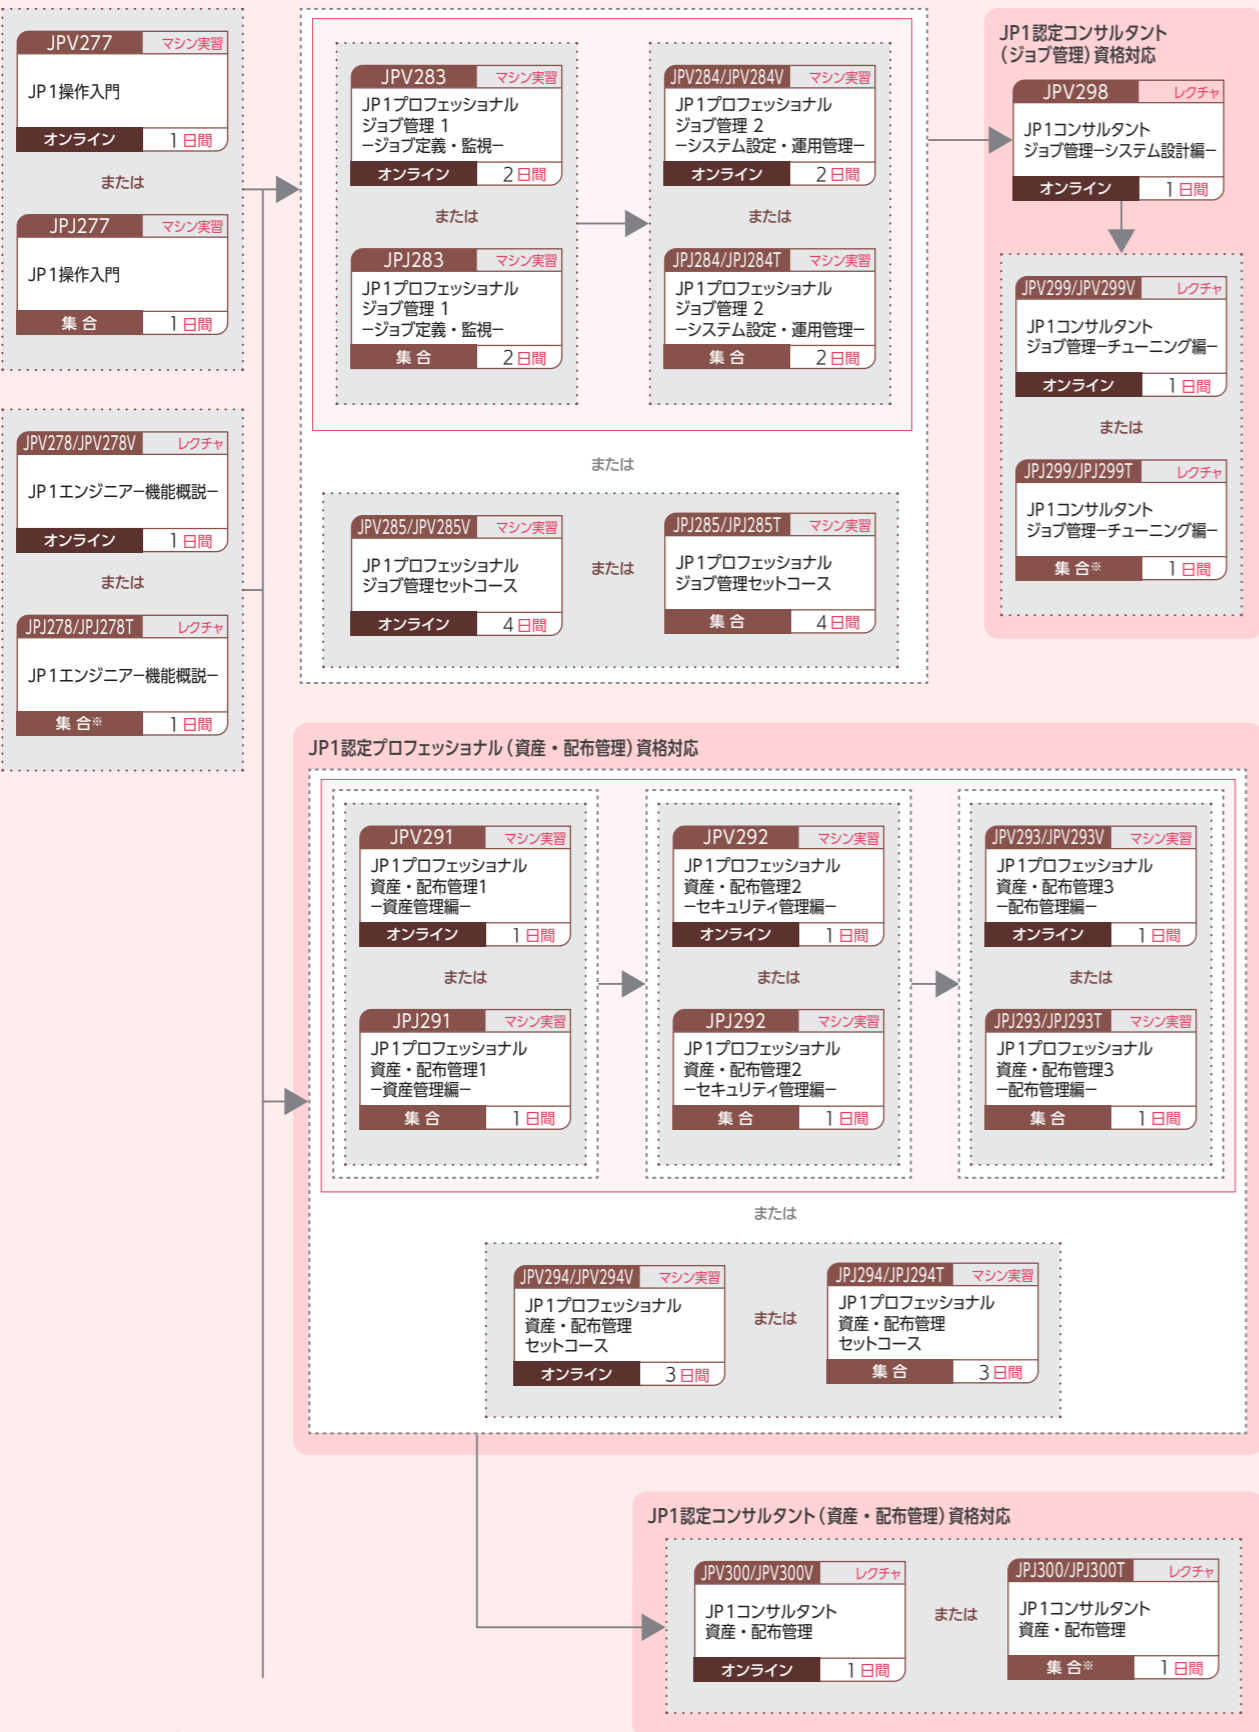 JPV277 マシン実習
JP1操作入門
オンライン 1日間
または
JPJ277 マシン実習
JP1操作入門
集合 1日間
JPV278/JPV278V レクチャ
JP1エンジニアー機能概説ー
オンライン 1日間
または
JPJ278/JPJ278T レクチャ
JP1エンジニアー機能概説ー
集合※ 1日間
JPV283 マシン実習
JP1プロフェッショナル
ジョブ管理 1
ージョブ定義・監視ー
オンライン 2日間
または
JPJ283 マシン実習
JP1プロフェッショナル
ジョブ管理 1
ージョブ定義・監視ー
集合 2日間
JPV284/JPV284V マシン実習
JP1プロフェッショナル
ジョブ管理 2
ーシステム設定・運用管理ー
オンライン 2日間
または
JPJ284/JPJ284T マシン実習
JP1プロフェッショナル
ジョブ管理 2
ーシステム設定・運用管理ー
集合 2日間
または
JPV285/JPV285V マシン実習
JP1プロフェッショナル
ジョブ管理セットコース
オンライン 4日間
または
JPJ285/JPJ285T マシン実習
JP1プロフェッショナル
ジョブ管理セットコース
集合 4日間
JP1認定コンサルタント
（ジョブ管理）資格対応
JPV298 レクチャ
JP1コンサルタント
ジョブ管理ーシステム設計編ー
オンライン 1日間
JPV299/JPV299V レクチャ
JP1コンサルタント
ジョブ管理ーチューニング編ー
オンライン 1日間
または
JPJ299/JPJ299T レクチャ
JP1コンサルタント
ジョブ管理ーチューニング編ー
集合※ 1日間
JP1認定プロフェッショナル（資産・配布管理）資格対応
JPV291 マシン実習
JP1プロフェッショナル
資産・配布管理1
ー資産管理編ー
オンライン 1日間
または
JPJ291 マシン実習
JP1プロフェッショナル
資産・配布管理1
ー資産管理編ー
集合 1日間
JPV292 マシン実習
JP1プロフェッショナル
資産・配布管理2
ーセキュリティ管理編ー
オンライン 1日間
または
JPJ292 マシン実習
JP1プロフェッショナル
資産・配布管理2
ーセキュリティ管理編ー
集合 1日間
JPV293/JPV293V マシン実習
JP1プロフェッショナル
資産・配布管理3
ー配布管理編ー
オンライン 1日間
または
JPJ293/JPJ293T マシン実習
JP1プロフェッショナル
資産・配布管理3
ー配布管理編ー
集合 1日間
または
JPV294/JPV294V マシン実習
JP1プロフェッショナル
資産・配布管理
セットコース
オンライン 3日間
または
JPJ294/JPJ294T マシン実習
JP1プロフェッショナル
資産・配布管理
セットコース
集合 3日間
JP1認定コンサルタント（資産・配布管理）資格対応
JPV300/JPV300V レクチャ
JP1コンサルタント
資産・配布管理
オンライン 1日間
または
JPJ300/JPJ300T レクチャ
JP1コンサルタント
資産・配布管理
集合※ 1日間